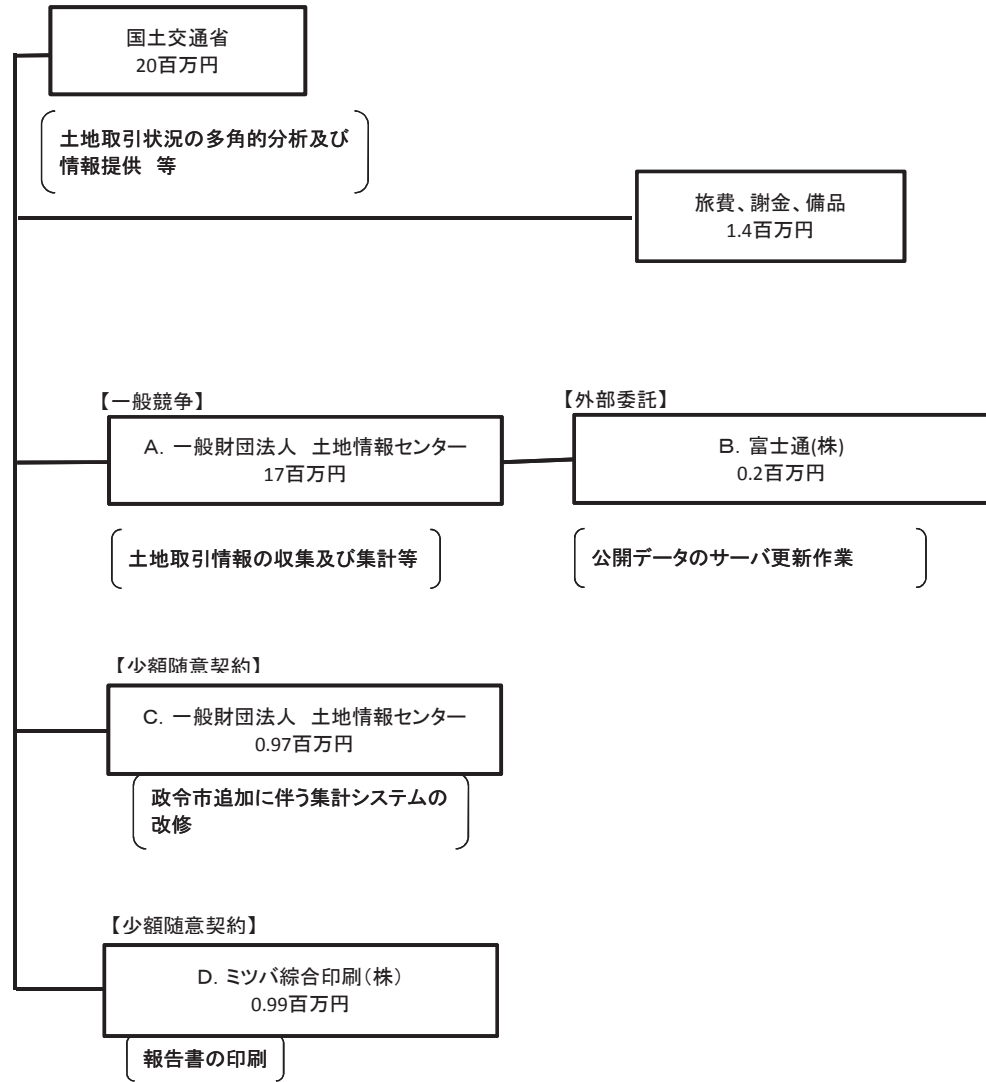 国土交通省
20百万円
土地取引状況の多角的分析及び
情報提供　等
旅費、謝金、備品
1.4百万円
【一般競争】
A．一般財団法人　土地情報センター
17百万円
土地取引情報の収集及び集計等
【外部委託】
B．富士通(株)
0.2百万円
公開データのサーバ更新作業
【少額随意契約】
C．一般財団法人　土地情報センター
0.97百万円
政令市追加に伴う集計システムの
改修
【少額随意契約】
D．ミツバ綜合印刷（株）
0.99百万円
報告書の印刷